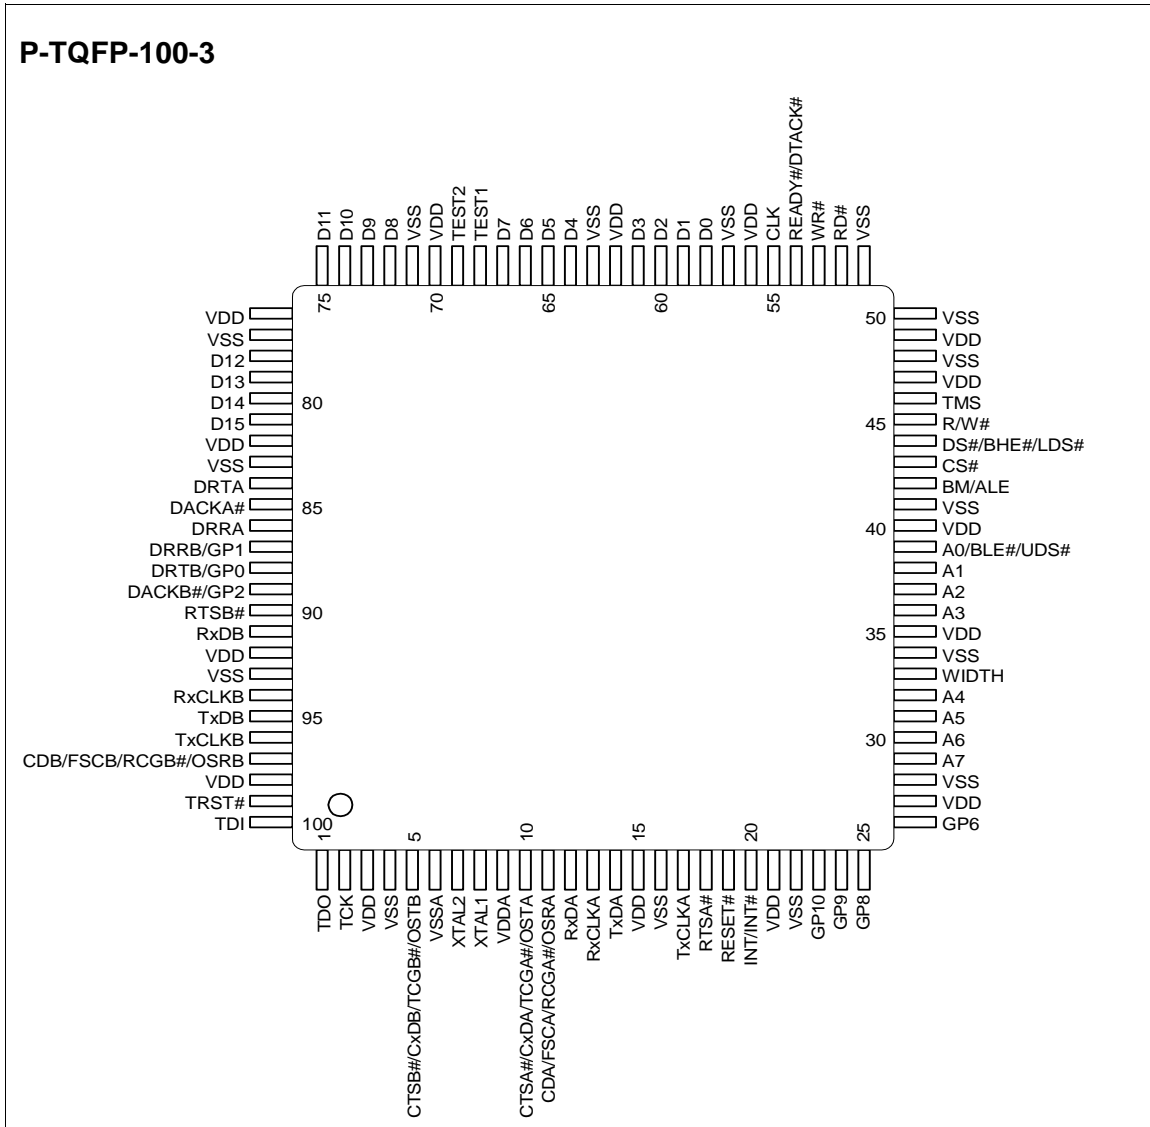 P-TQFP-100-3
D11
D10
D9
D8
VSS
VDD
TEST2
TEST1
D7
D6
D5
D4
VSS
VDD
D3
D2
D1
D0
VSS
VDD
CLK
READY#/DTACK#
WR#
RD#
VSS
75
70
65
60
55
VDD
VSS
D12
D13
D14
D15
VDD
VSS
DRTA
DACKA#
DRRA
DRRB/GP1
DRTB/GP0
DACKB#/GP2
RTSB#
RxDB
VDD
VSS
RxCLKB
TxDB
TxCLKB
CDB/FSCB/RCGB#/OSRB
VDD
TRST#
TDI
80
85
90
95
100
50
45
40
35
30
VSS
VDD
VSS
VDD
TMS
R/W#
DS#/BHE#/LDS#
CS#
BM/ALE
VSS
VDD
A0/BLE#/UDS#
A1
A2
A3
VDD
VSS
WIDTH
A4
A5
A6
A7
VSS
VDD
GP6
1
5
10
15
20
25
TDO
TCK
VDD
VSS
CTSB#/CxDB/TCGB#/OSTB
VSSA
XTAL2
XTAL1
VDDA
CTSA#/CxDA/TCGA#/OSTA
CDA/FSCA/RCGA#/OSRA
RxDA
RxCLKA
TxDA
VDD
VSS
TxCLKA
RTSA#
RESET#
INT/INT#
VDD
VSS
GP10
GP9
GP8